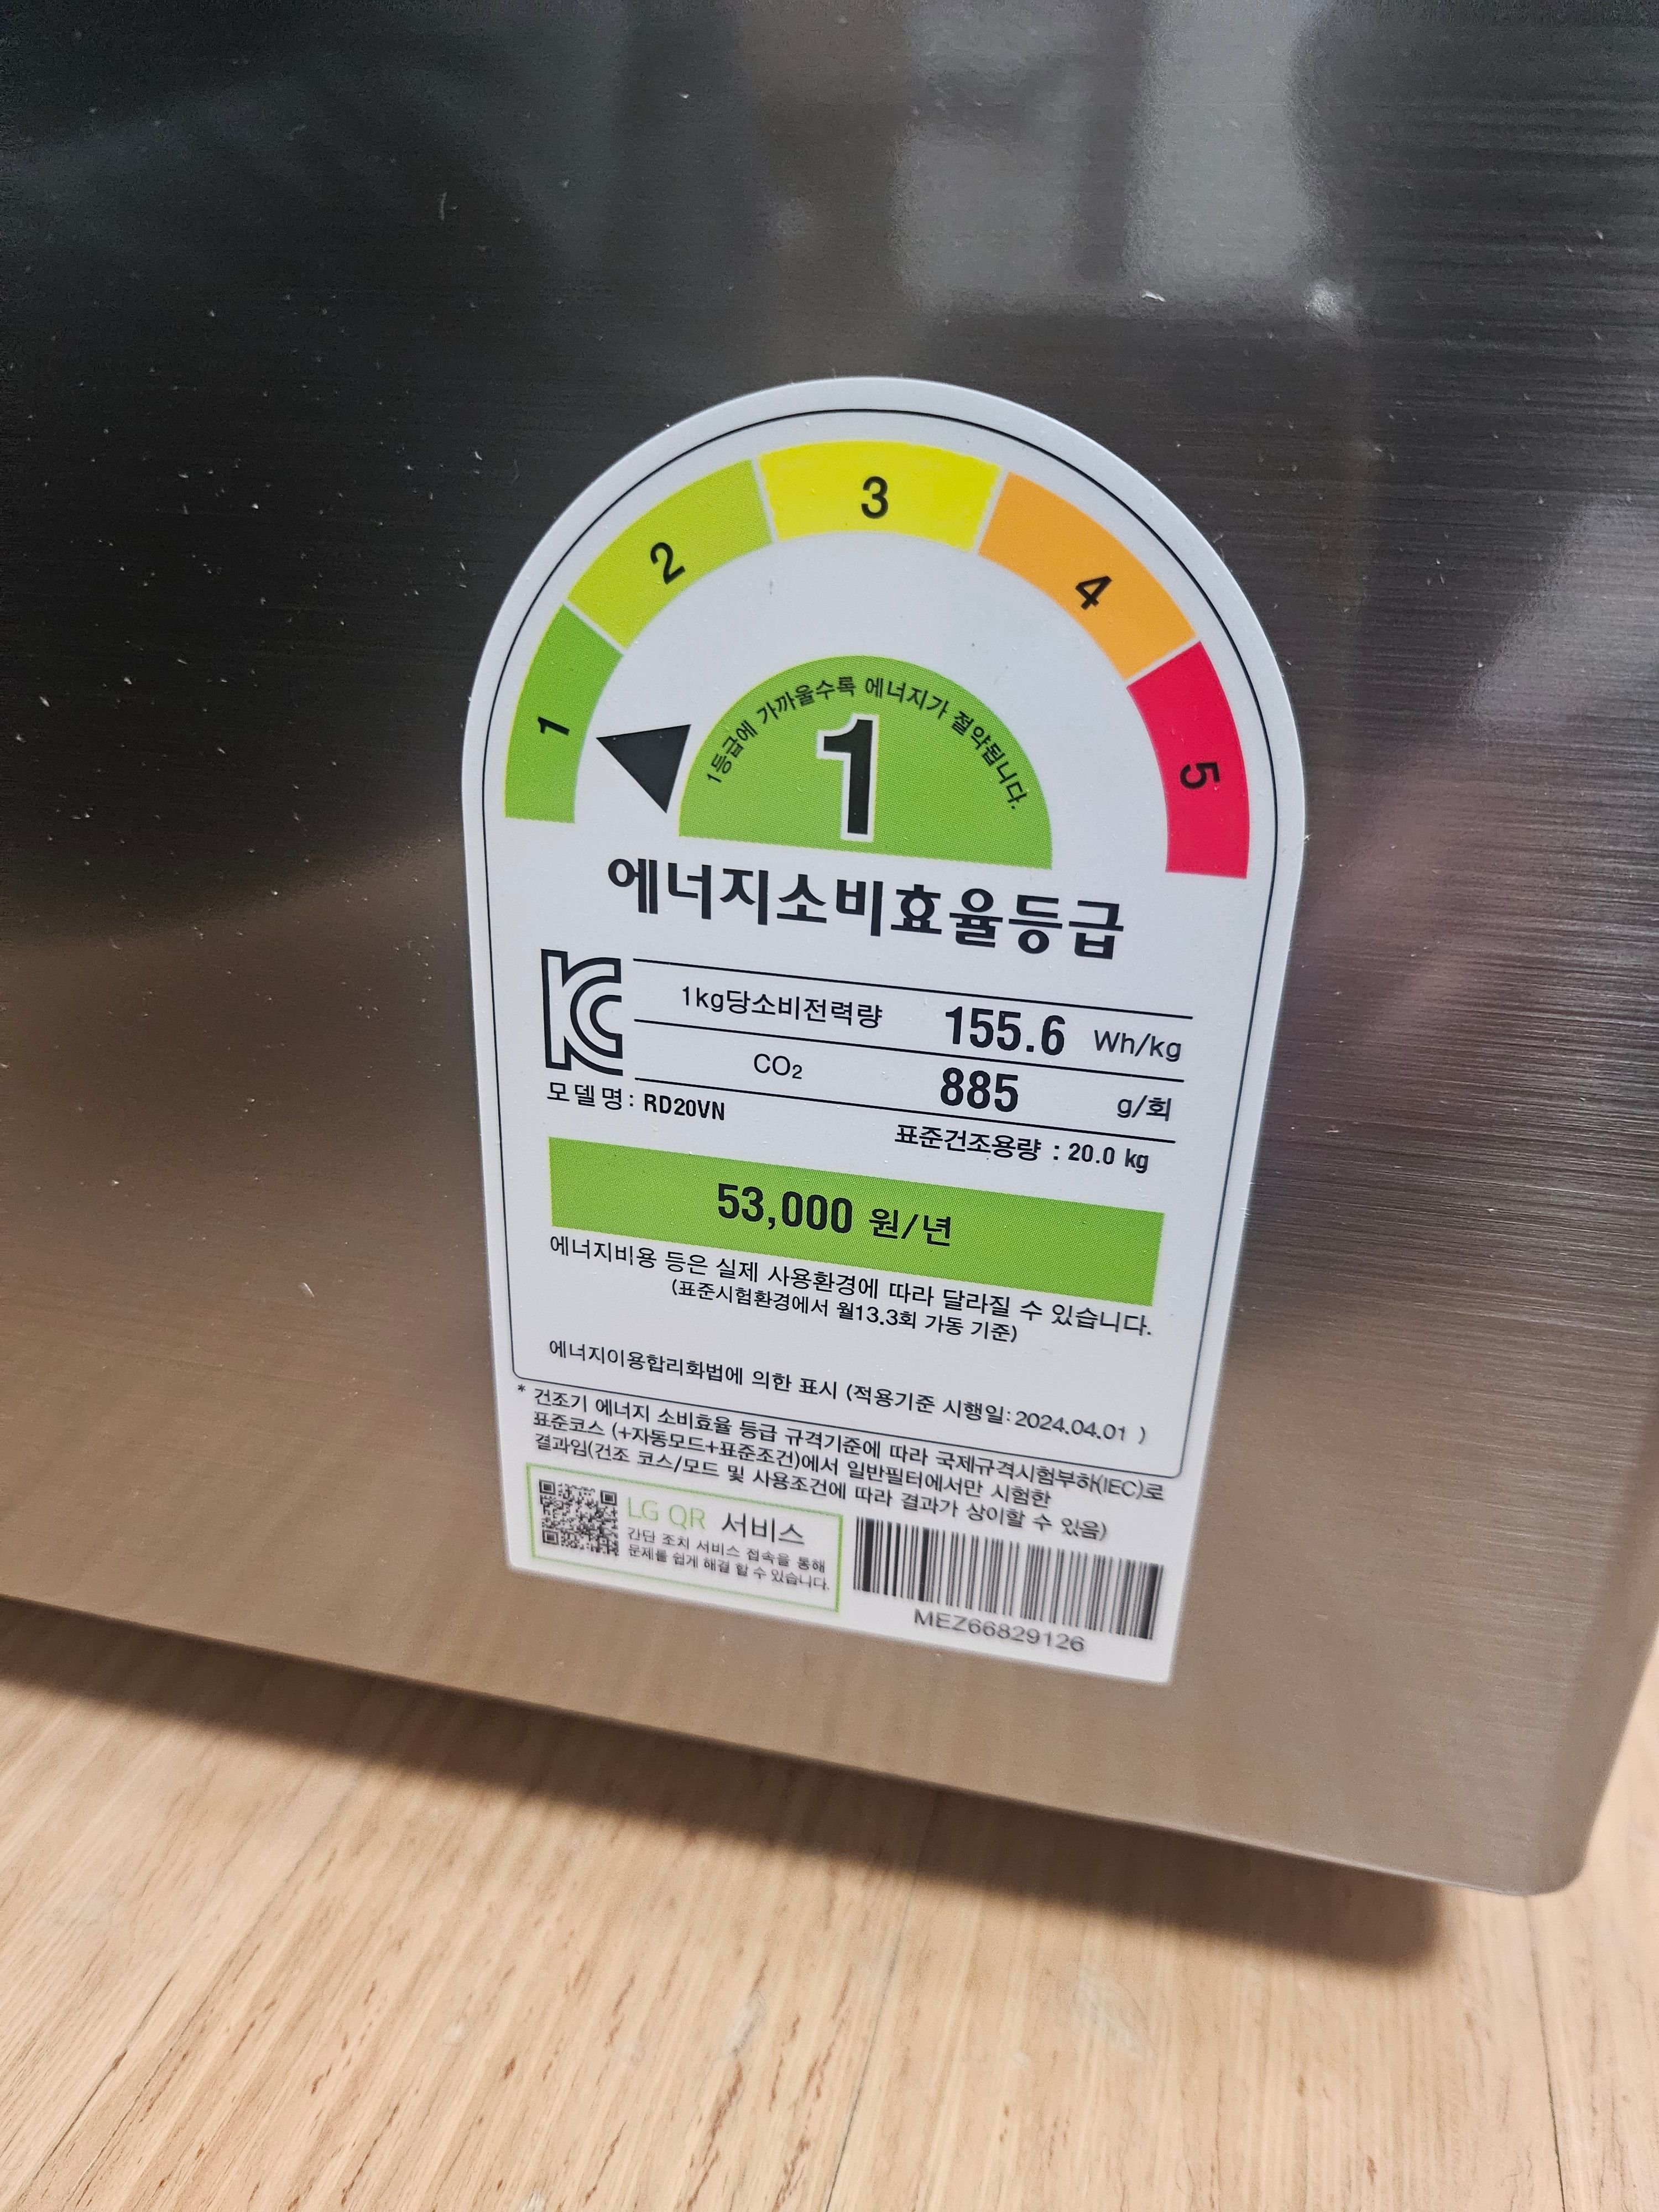 1
2
3
4
5
1등급에 가까울수록 에너지가 절약됩니다.
1
에너지소비효율등급
1kg당소비전력량 155.6 Wh/kg
CO₂ 885 g/회
모델명: RD20VN
표준건조용량 : 20.0 kg
53,000 원/년
에너지비용 등은 실제 사용환경에 따라 달라질 수 있습니다.
(표준시험환경에서 월13.3회 가동 기준)
에너지이용합리화법에 의한 표시 (적용기준 시행일: 2024.04.01 )
* 건조기 에너지 소비효율 등급 규격기준에 따라 국제규격시험부하(IEC)로
표준코스 (+자동모드+표준조건)에서 일반필터에서만 시험한
결과임(건조 코스/모드 및 사용조건에 따라 결과가 상이할 수 있음)
LG QR 서비스
간단 조치 서비스 접속을 통해
문제를 쉽게 해결 할 수 있습니다.
MEZ66829126